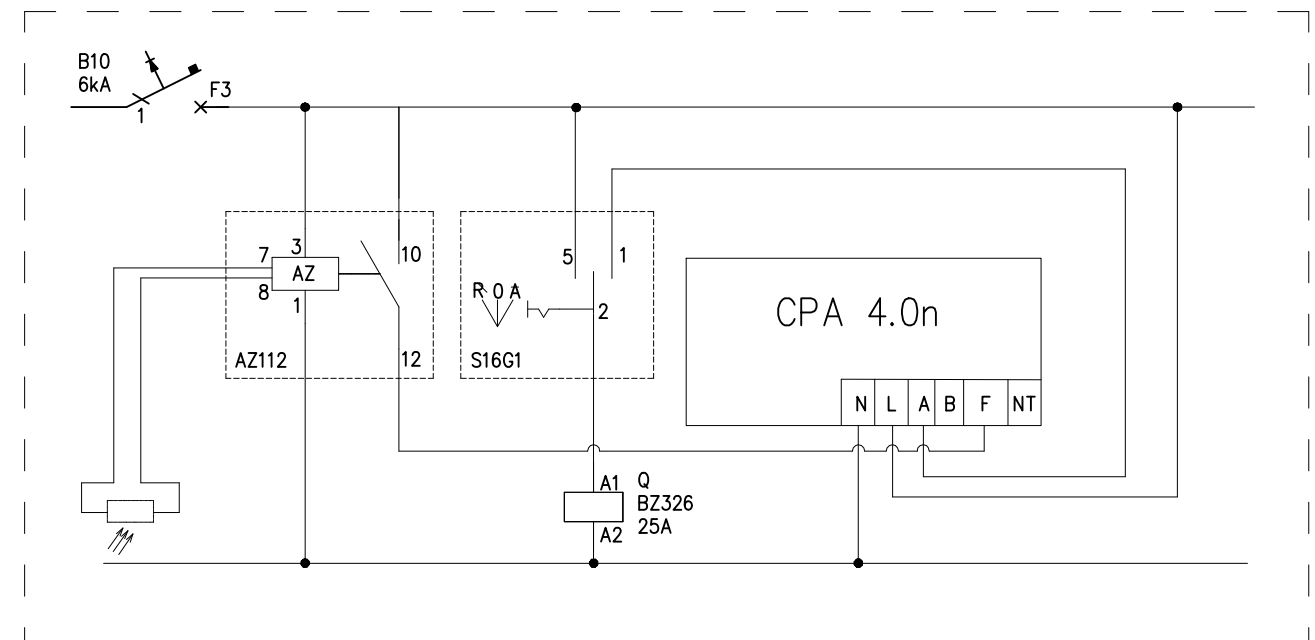 B10
6kA
1
F3
7
3
10
5
1
AZ
8
1
R 0 A
2
AZ112
12
S16G1
CPA 4.0n
N L A B F NT
A1
Q
BZ326
25A
A2